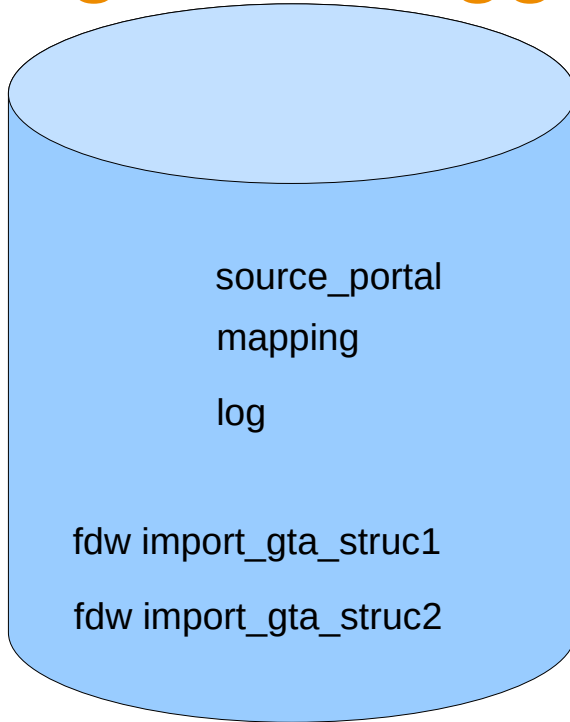 source_portal
mapping
log
fdw import_gta_struc1
fdw import_gta_struc2